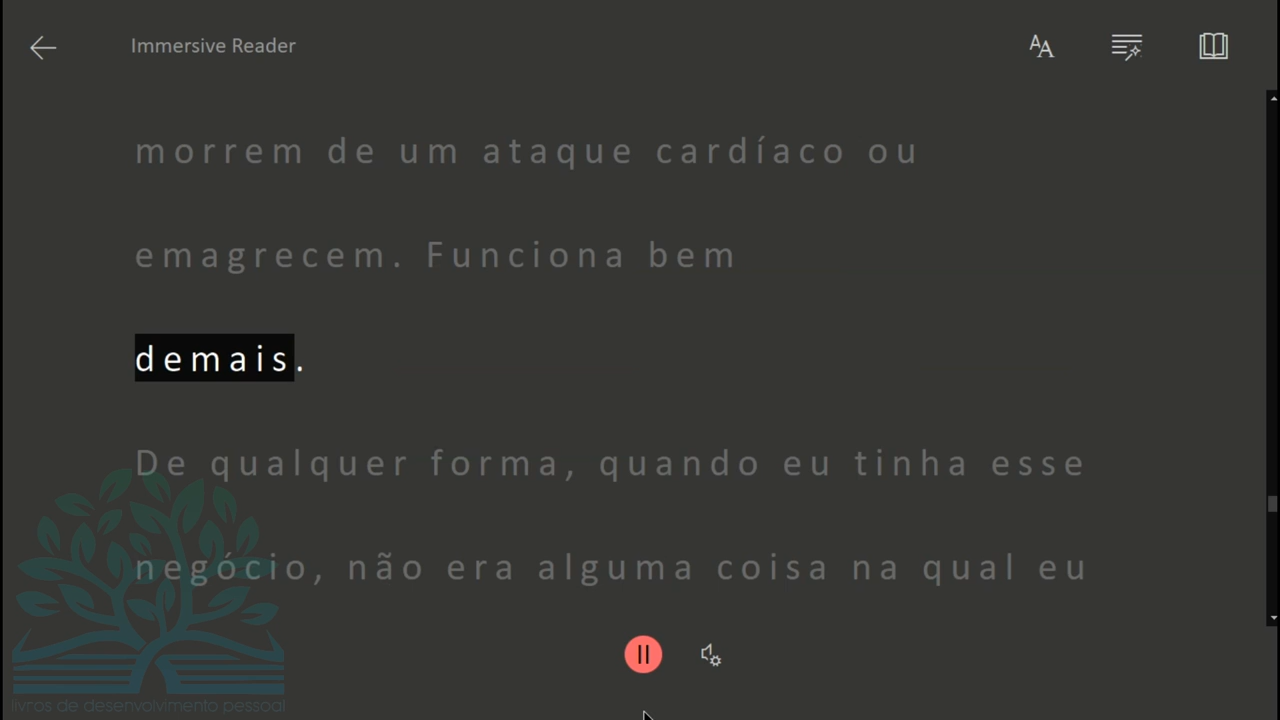 Immersive Reader
morrem de um ataque cardíaco ou
emagrecem. Funciona bem
demais.
De qualquer forma, quando eu tinha esse
negócio, não era alguma coisa na qual eu
livros de desenvolvimento pessoal